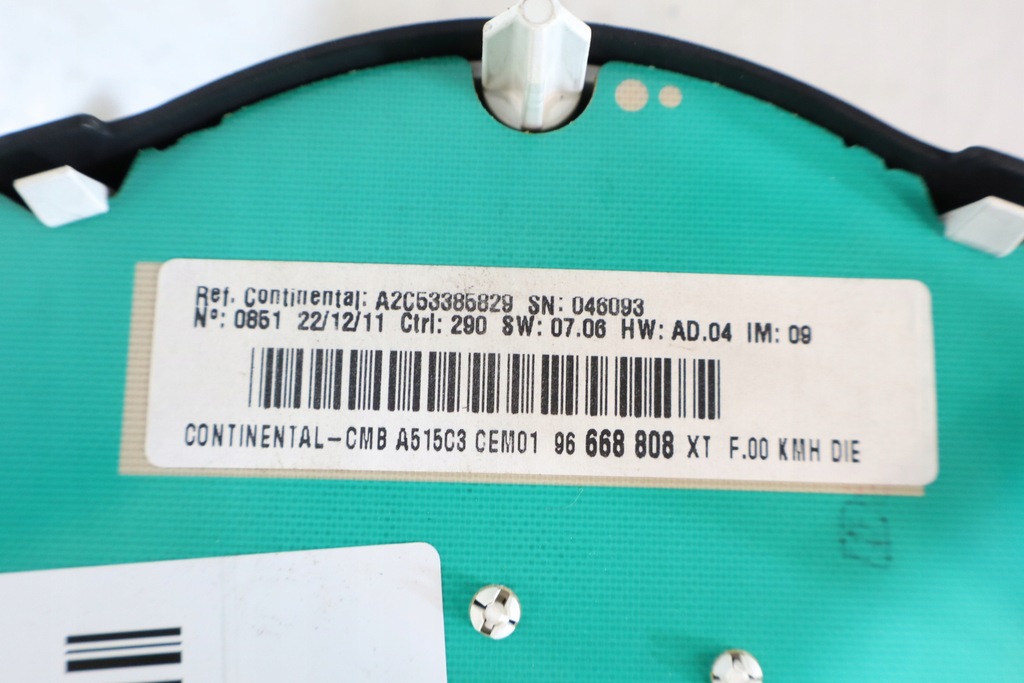 Ref. Continental: A2C53385829 SN: 046093
Nº: 0851 22/12/11 Ctrl: 290 SW: 07.06 HW: AD.04 IM: 09
CONTINENTAL-CMB A515C3 CEM01 96 668 808 XT F.00 KMH DIE